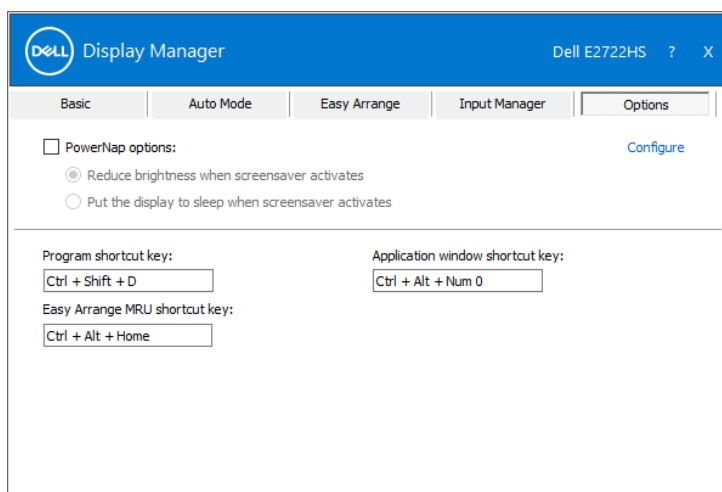 DELL Display Manager Dell E2722HS ? X
Basic Auto Mode Easy Arrange Input Manager Options
PowerNap options: Configure
Reduce brightness when screensaver activates
Put the display to sleep when screensaver activates
Program shortcut key: Application window shortcut key:
Ctrl + Shift + D Ctrl + Alt + Num 0
Easy Arrange MRU shortcut key:
Ctrl + Alt + Home